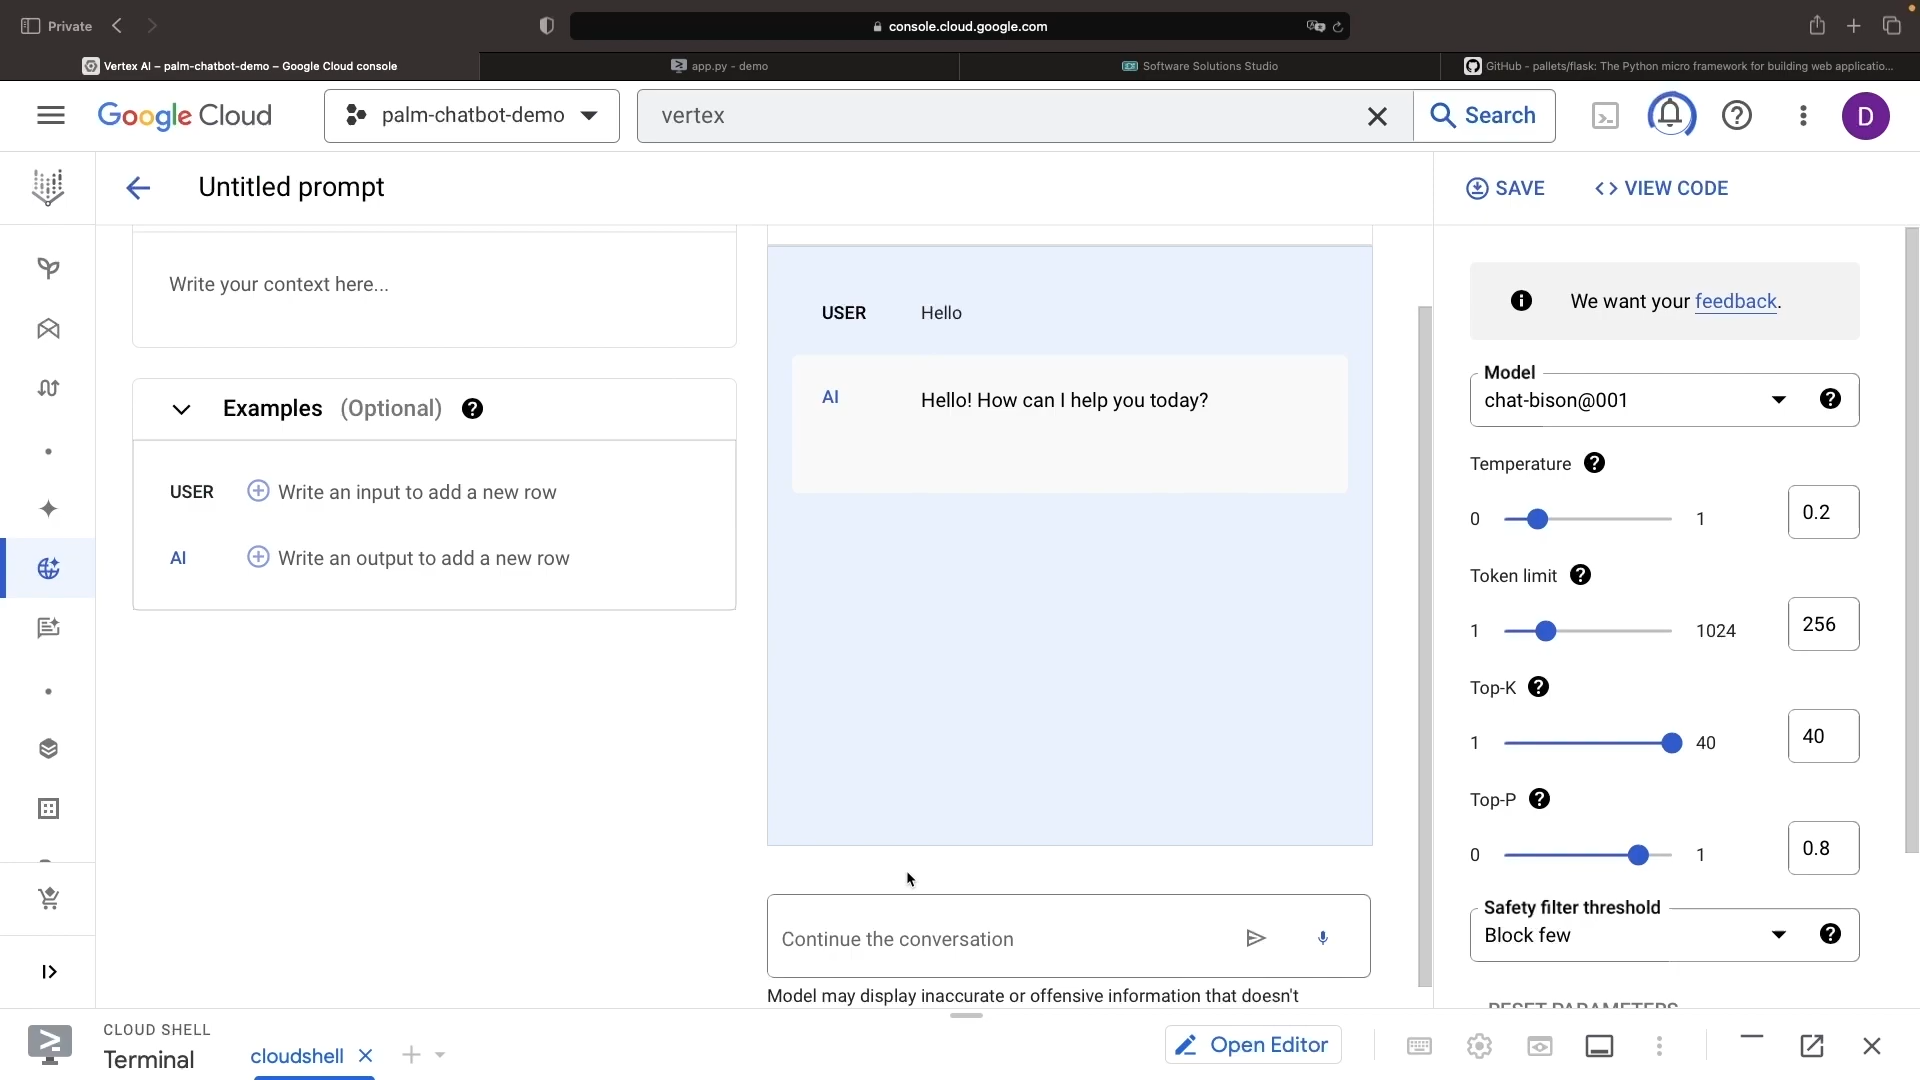 Private
console.cloud.google.com
Vertex AI – palm-chatbot-demo – Google Cloud console
app.py - demo
Software Solutions Studio
GitHub - pallets/flask: The Python micro framework for building web applicatio...
Google Cloud
palm-chatbot-demo
vertex
Search
D
Untitled prompt
SAVE
VIEW CODE
Write your context here...
Examples (Optional)
USER Write an input to add a new row
AI Write an output to add a new row
USER Hello
AI Hello! How can I help you today?
Continue the conversation
Model may display inaccurate or offensive information that doesn't
We want your feedback.
Model
chat-bison@001
Temperature
0 1 0.2
Token limit
1 1024 256
Top-K
1 40 40
Top-P
0 1 0.8
Safety filter threshold
Block few
RESET PARAMETERS
CLOUD SHELL
Terminal
cloudshell
Open Editor